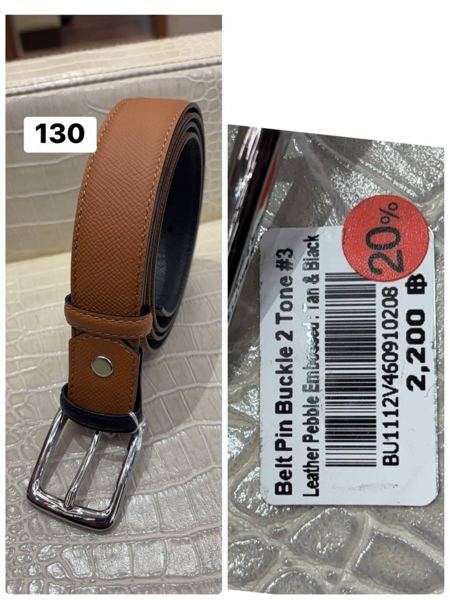 130
Belt Pin Buckle 2 Tone #3
Leather Pebble Embossed : Tan & Black
BU1112V460910208
2,200 ฿
20%